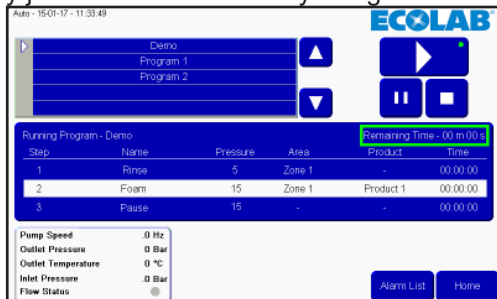 Auto - 15-01-17 - 11:33:49
ECOLAB
Demo
Program 1
Program 2
Running Program - Demo Remaining Time - 00 m 00 s
Step Name Pressure Area Product Time
1 Rinse 5 Zone 1 - 00:00:00
2 Foam 15 Zone 1 Product 1 00:00:00
3 Pause 15 - - 00:00:00
Pump Speed .0 Hz
Outlet Pressure 0 Bar
Outlet Temperature 0 °C
Inlet Pressure .0 Bar
Flow Status
Alarm List Home